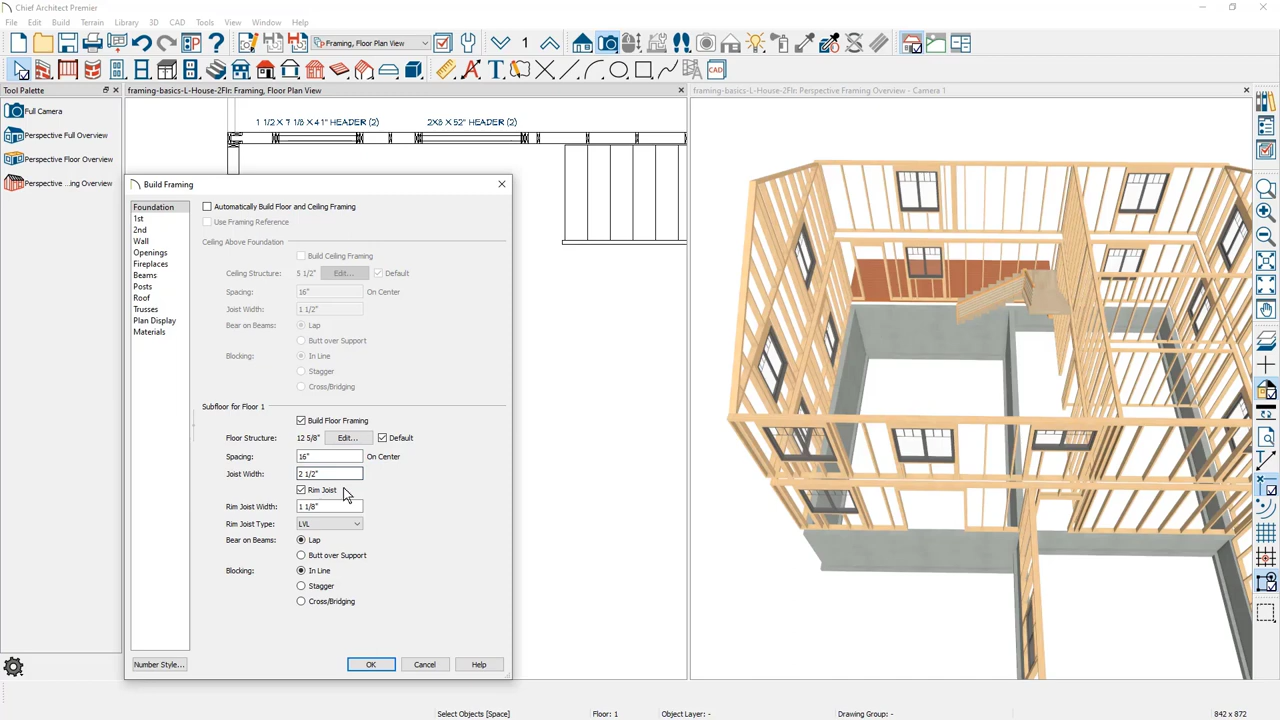 Chief Architect Premier
File Edit Build Terrain Library 3D CAD Tools View Window Help
Framing, Floor Plan View
1
CAD
Tool Palette
framing-basics-L-House-2Flr: Framing, Floor Plan View
framing-basics-L-House-2Flr: Perspective Framing Overview - Camera 1
Full Camera
Perspective Full Overview
Perspective Floor Overview
Perspective ...ing Overview
1 1/2 X 7 1/8 X 41" HEADER (2)
2X8 X 52" HEADER (2)
Build Framing
Foundation
1st
2nd
Wall
Openings
Fireplaces
Beams
Posts
Roof
Trusses
Plan Display
Materials
Automatically Build Floor and Ceiling Framing
Use Framing Reference
Ceiling Above Foundation
Build Ceiling Framing
Ceiling Structure: 5 1/2" Edit... Default
Spacing: 16" On Center
Joist Width: 1 1/2"
Bear on Beams: Lap
Butt over Support
Blocking: In Line
Stagger
Cross/Bridging
Subfloor for Floor 1
Build Floor Framing
Floor Structure: 12 5/8" Edit... Default
Spacing: 16" On Center
Joist Width: 2 1/2"
Rim Joist
Rim Joist Width: 1 1/8"
Rim Joist Type: LVL
Bear on Beams: Lap
Butt over Support
Blocking: In Line
Stagger
Cross/Bridging
Number Style... OK Cancel Help
Select Objects [Space] Floor: 1 Object Layer: - Drawing Group: - 842 x 872